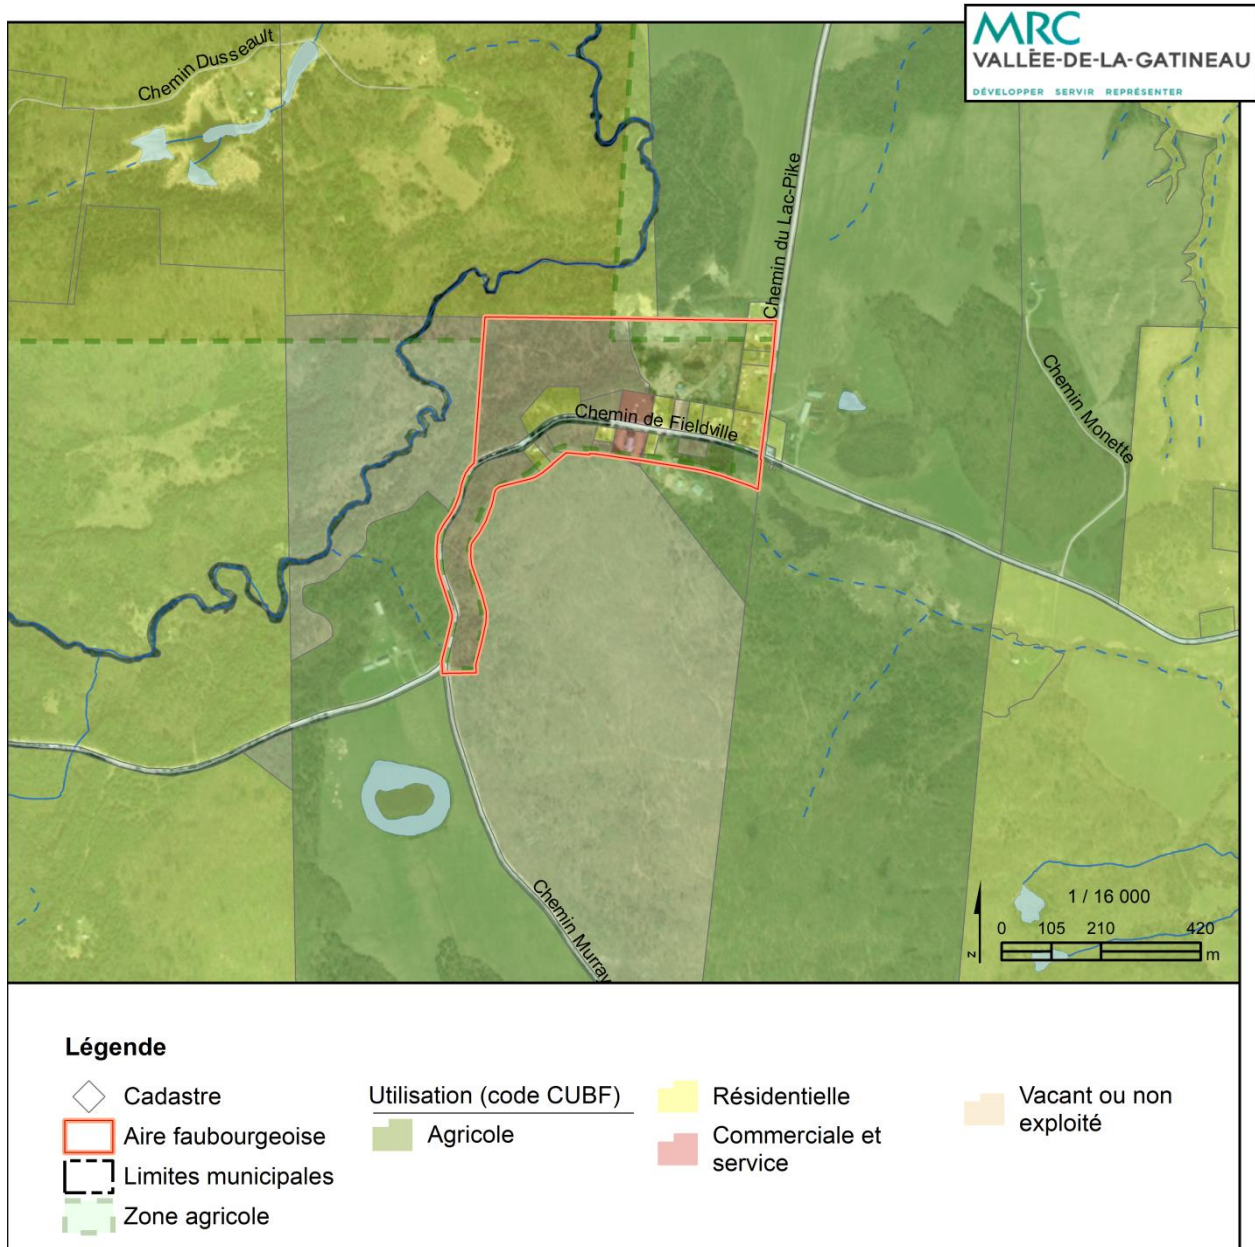 MRC
VALLÉE-DE-LA-GATINEAU
DÉVELOPPER SERVIR REPRÉSENTER
Chemin Dusseault
Chemin du Lac-Pike
Chemin de Fieldville
Chemin Monette
Chemin Murray
1 / 16 000
0 105 210 420
m
z
Légende
Cadastre
Aire faubourgeoise
Limites municipales
Zone agricole
Utilisation (code CUBF)
Agricole
Résidentielle
Commerciale et
service
Vacant ou non
exploité